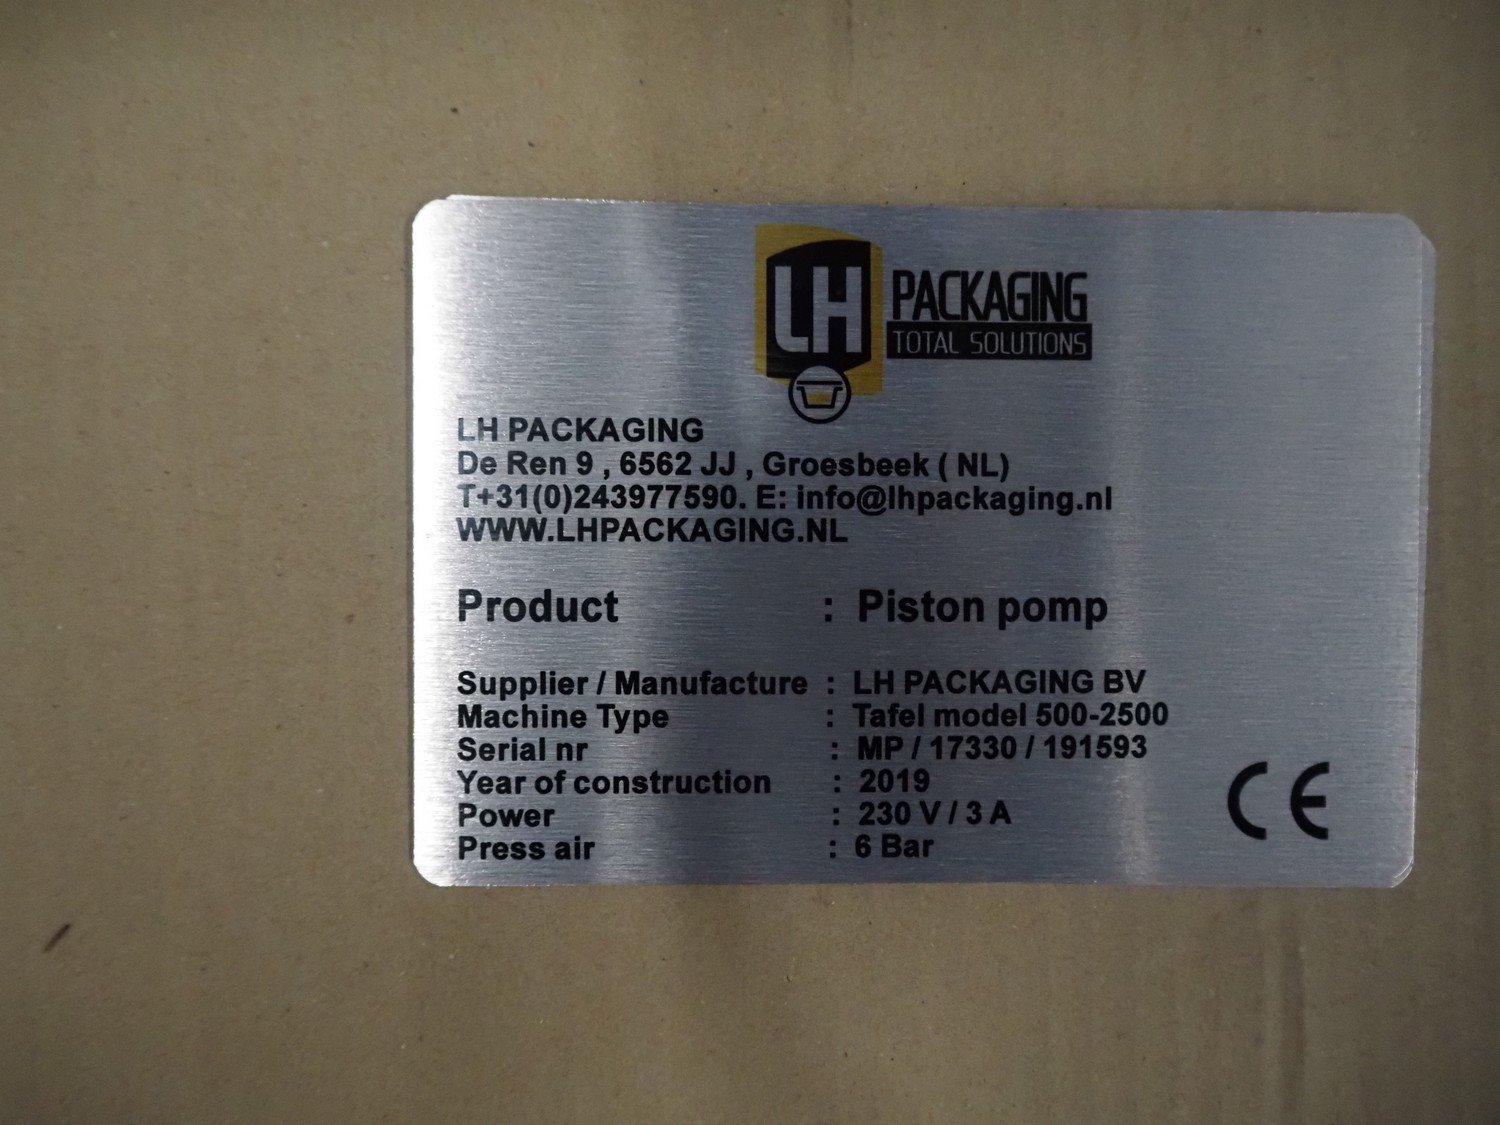 LH PACKAGING
TOTAL SOLUTIONS
LH PACKAGING
De Ren 9 , 6562 JJ , Groesbeek ( NL)
T+31(0)243977590. E: info@lhpackaging.nl
WWW.LHPACKAGING.NL
Product : Piston pomp
Supplier / Manufacture : LH PACKAGING BV
Machine Type : Tafel model 500-2500
Serial nr : MP / 17330 / 191593
Year of construction : 2019
Power : 230 V / 3 A
Press air : 6 Bar
CE